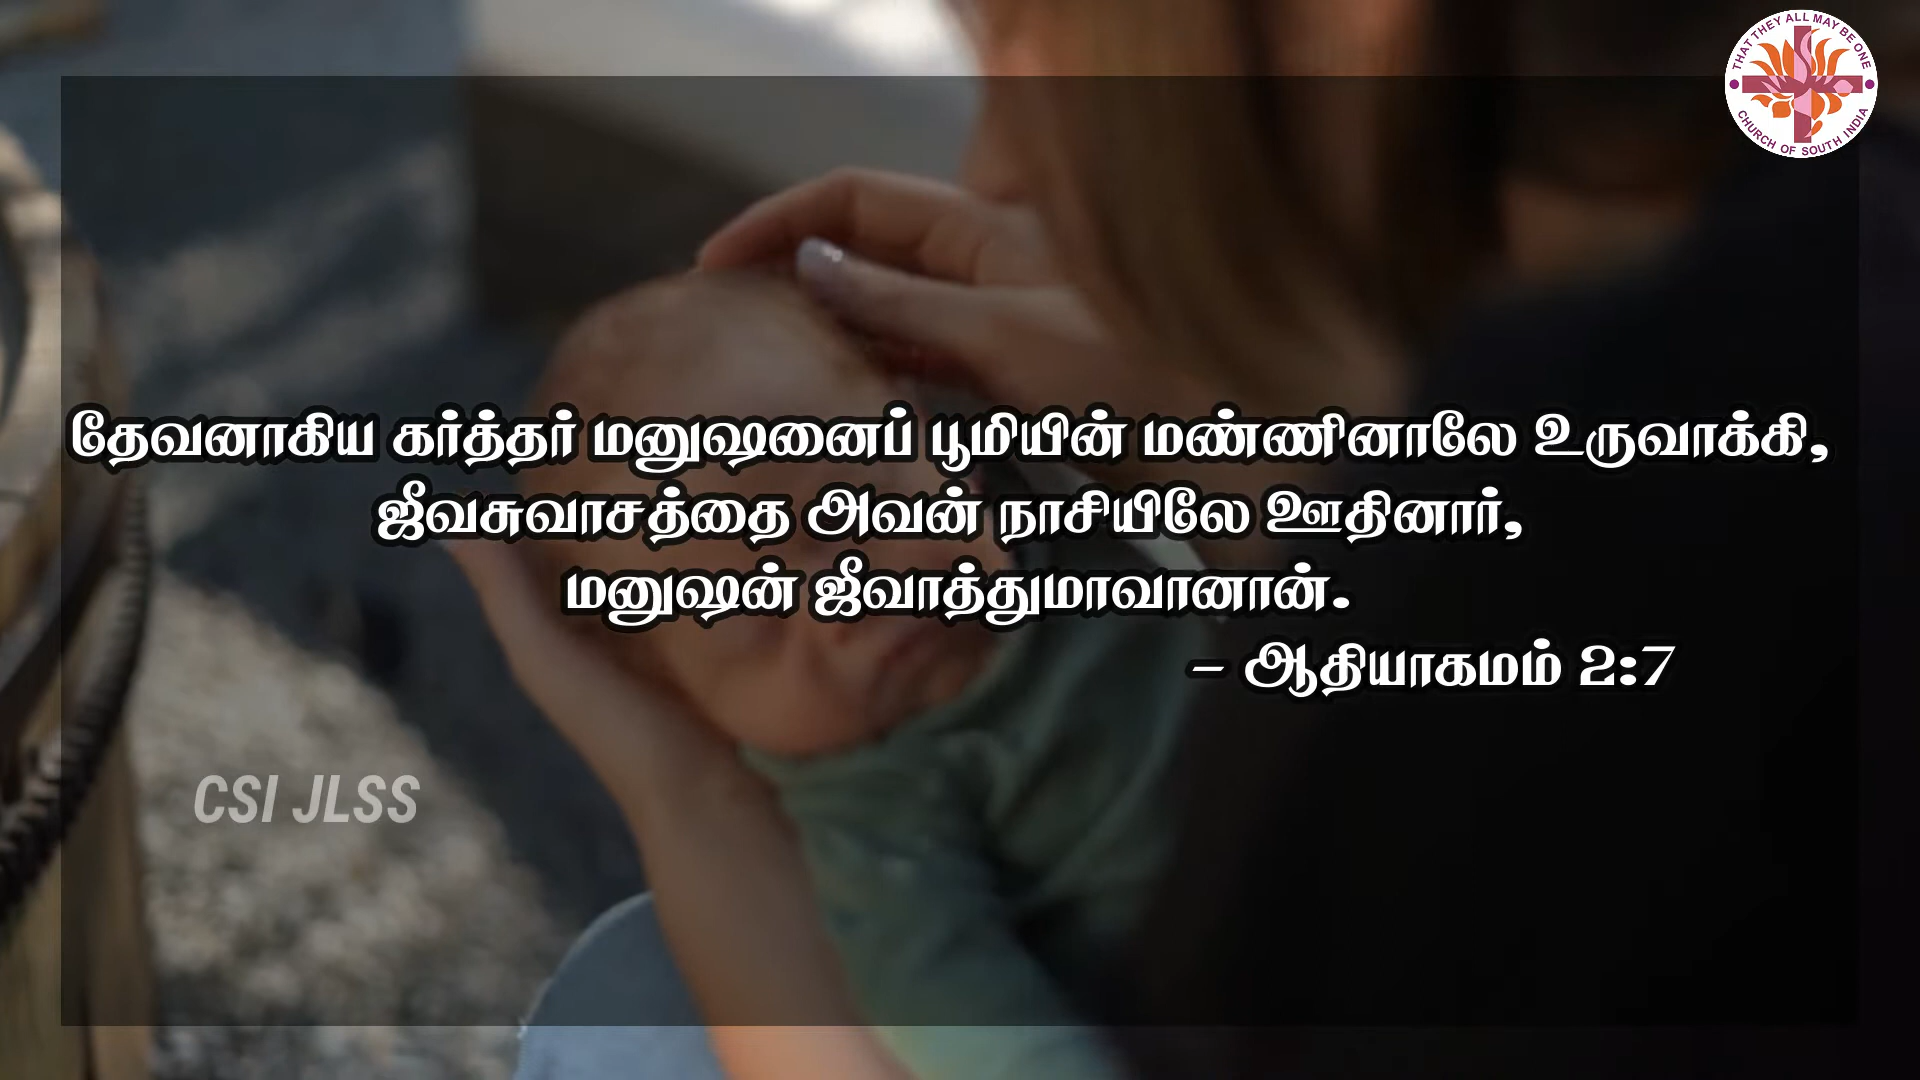 THAT THEY ALL MAY BE ONE
CHURCH OF SOUTH INDIA
தேவனாகிய கர்த்தர் மனுஷனைப் பூமியின் மண்ணினாலே உருவாக்கி,
ஜீவசுவாசத்தை அவன் நாசியிலே ஊதினார்,
மனுஷன் ஜீவாத்துமாவானான்.
- ஆதியாகமம் 2:7
CSI JLSS